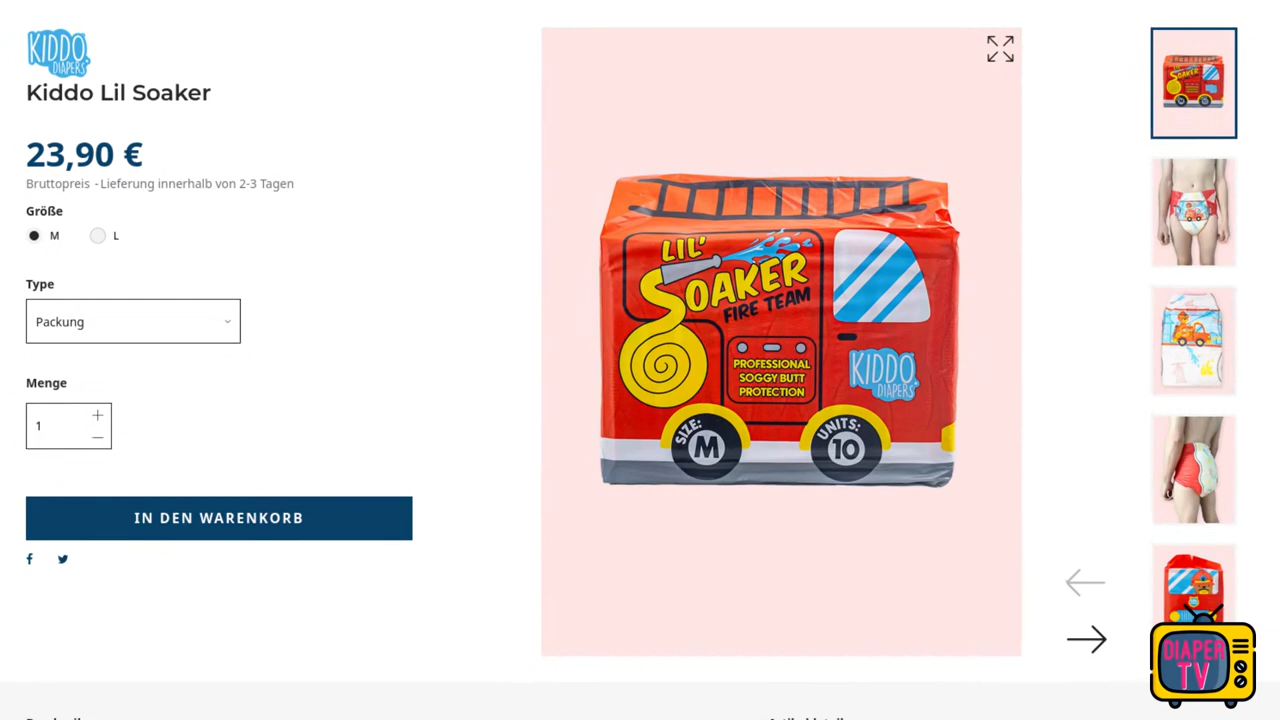 KIDDO
DIAPERS
Kiddo Lil Soaker
23,90 €
Bruttopreis - Lieferung innerhalb von 2-3 Tagen
Größe
M
L
Type
Packung
Menge
1
IN DEN WARENKORB
LIL'
SOAKER
FIRE TEAM
PROFESSIONAL
SOGGY BUTT
PROTECTION
KIDDO
DIAPERS
SIZE:
M
UNITS:
10
SOAKER
DIAPER
TV